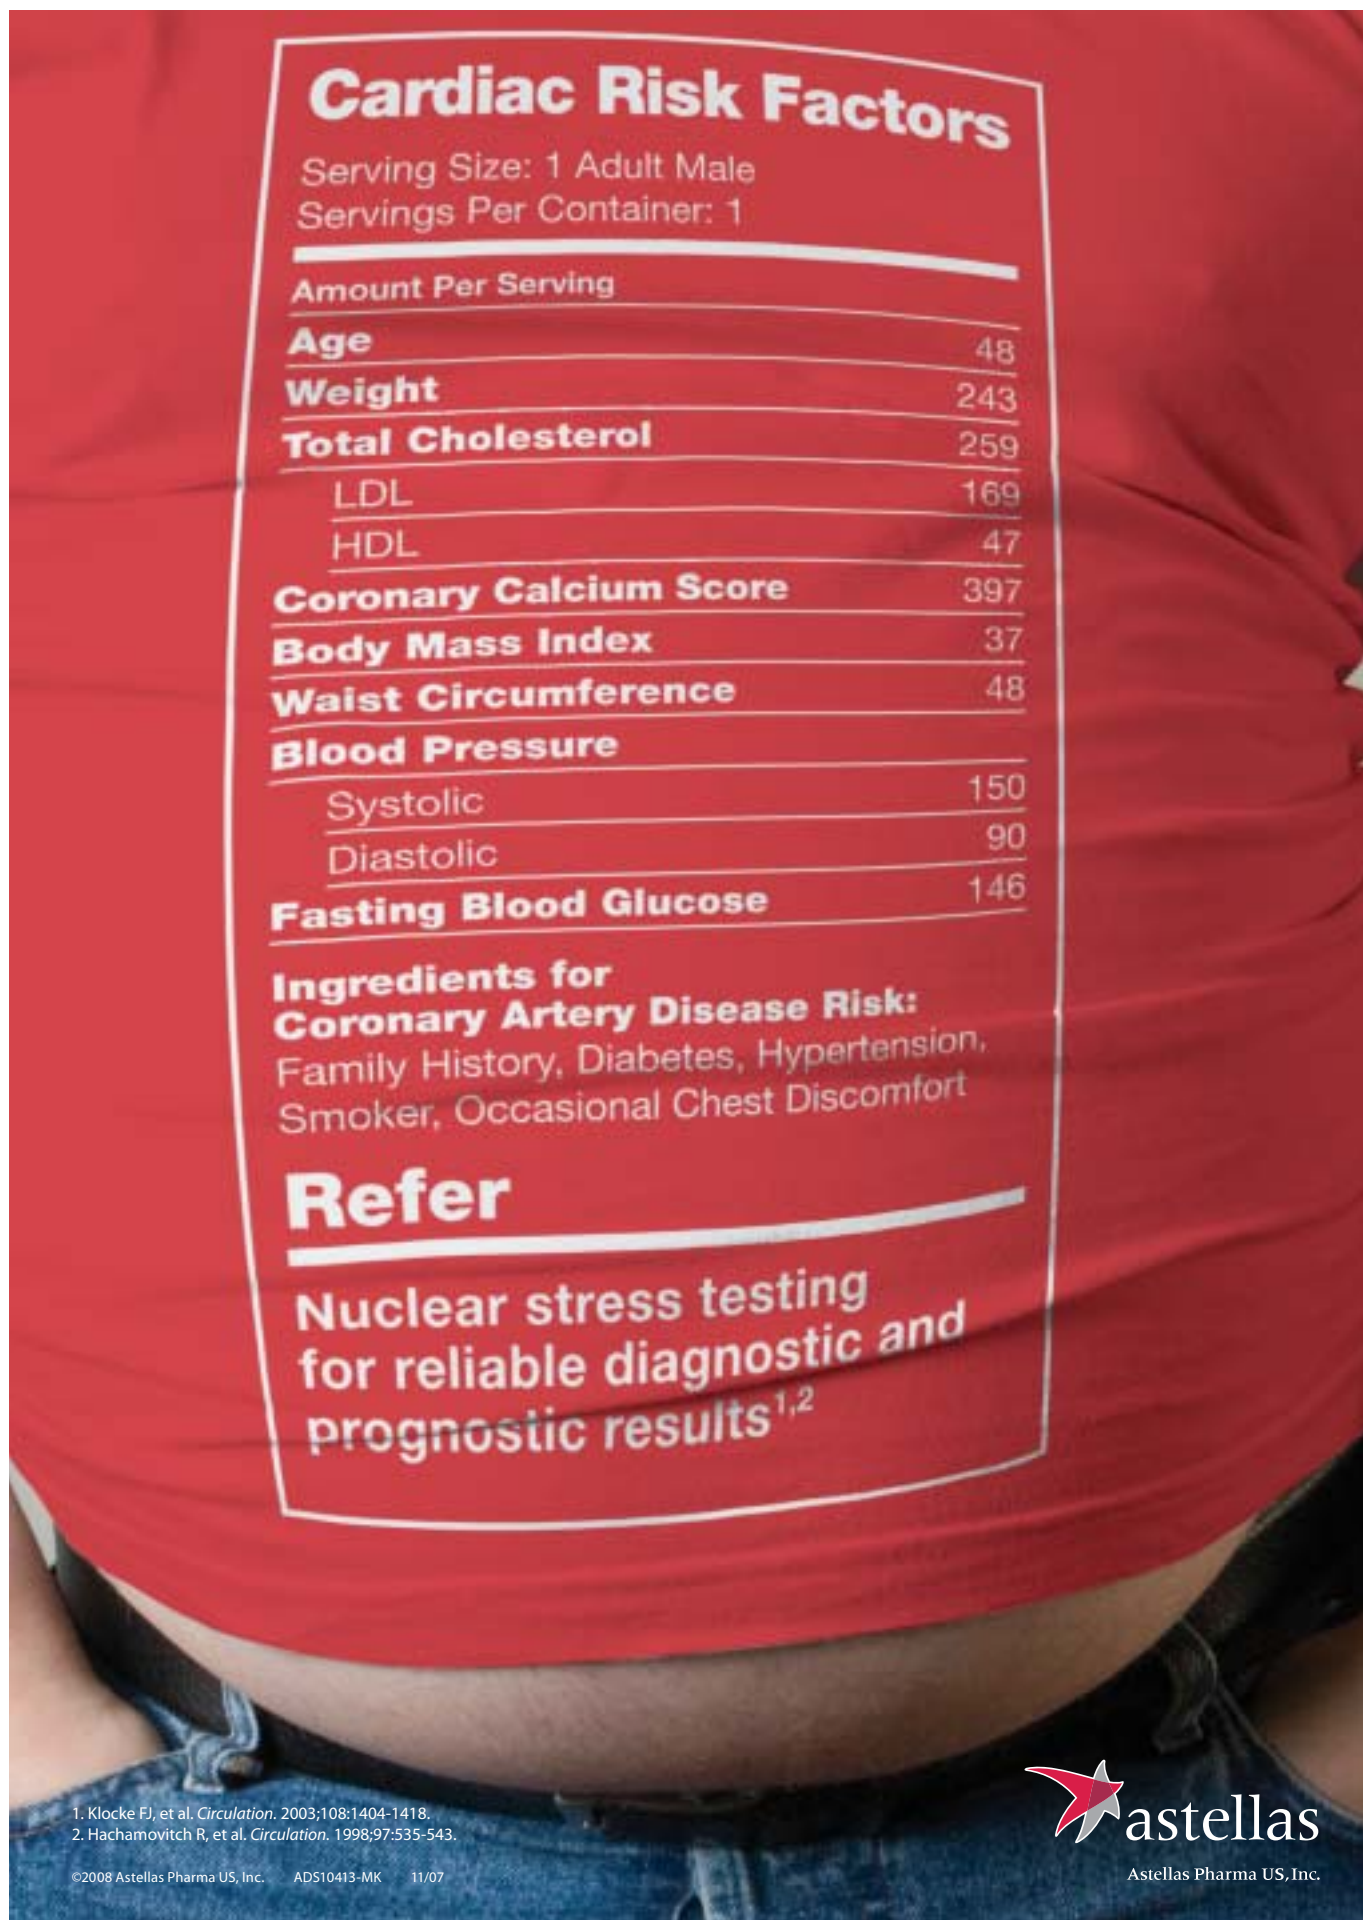 Cardiac Risk Factors
Serving Size: 1 Adult Male
Servings Per Container: 1
Amount Per Serving
Age 48
Weight 243
Total Cholesterol 259
LDL 169
HDL 47
Coronary Calcium Score 397
Body Mass Index 37
Waist Circumference 48
Blood Pressure
Systolic 150
Diastolic 90
Fasting Blood Glucose 146
Ingredients for
Coronary Artery Disease Risk:
Family History, Diabetes, Hypertension,
Smoker, Occasional Chest Discomfort
Refer
Nuclear stress testing
for reliable diagnostic and
prognostic results1,2
1. Klocke FJ, et al. Circulation. 2003;108:1404-1418.
2. Hachamovitch R, et al. Circulation. 1998;97:535-543.
©2008 Astellas Pharma US, Inc. ADS10413-MK 11/07
astellas
Astellas Pharma US, Inc.